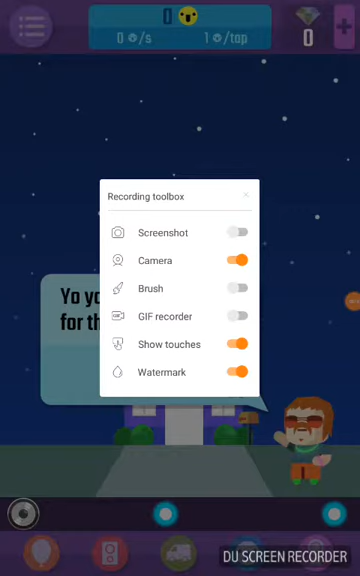 0
0 /s
1 /tap
0
+
Recording toolbox
×
Screenshot
Camera
Brush
GIF
GIF recorder
Show touches
Watermark
Yo yo
for th
DU SCREEN RECORDER